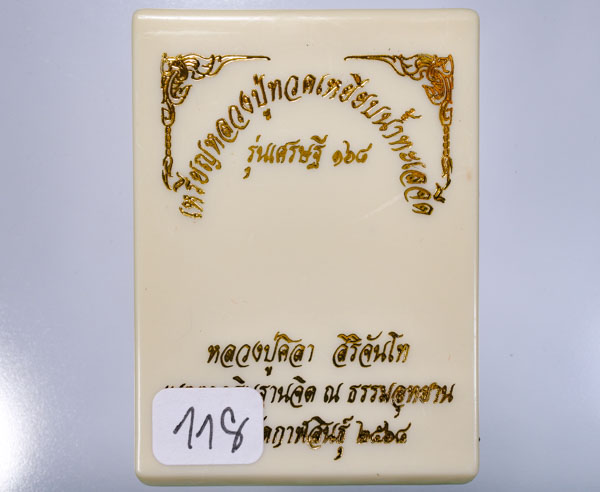 เหรียญหลวงปู่ทวดเหยียบน้ำทะเลจืด
รุ่นเศรษฐี ๑๖๘
หลวงปู่ศิลา สิริจันโท
ณ ธรรมอุทยาน
กาฬสินธุ์ ๒๕๖๘
118